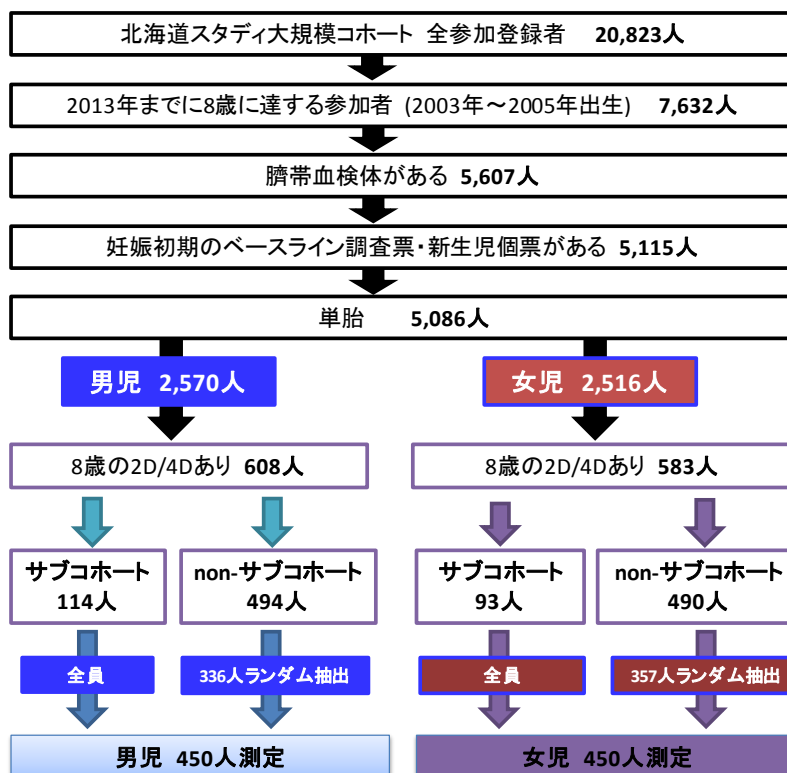 北海道スタディ大規模コホート 全参加登録者 20,823人
2013年までに8歳に達する参加者 (2003年～2005年出生) 7,632人
臍帯血検体がある 5,607人
妊娠初期のベースライン調査票・新生児個票がある 5,115人
単胎 5,086人
男児 2,570人
女児 2,516人
8歳の2D/4Dあり 608人
8歳の2D/4Dあり 583人
サブコホート
114人
non-サブコホート
494人
サブコホート
93人
non-サブコホート
490人
全員
336人ランダム抽出
全員
357人ランダム抽出
男児 450人測定
女児 450人測定